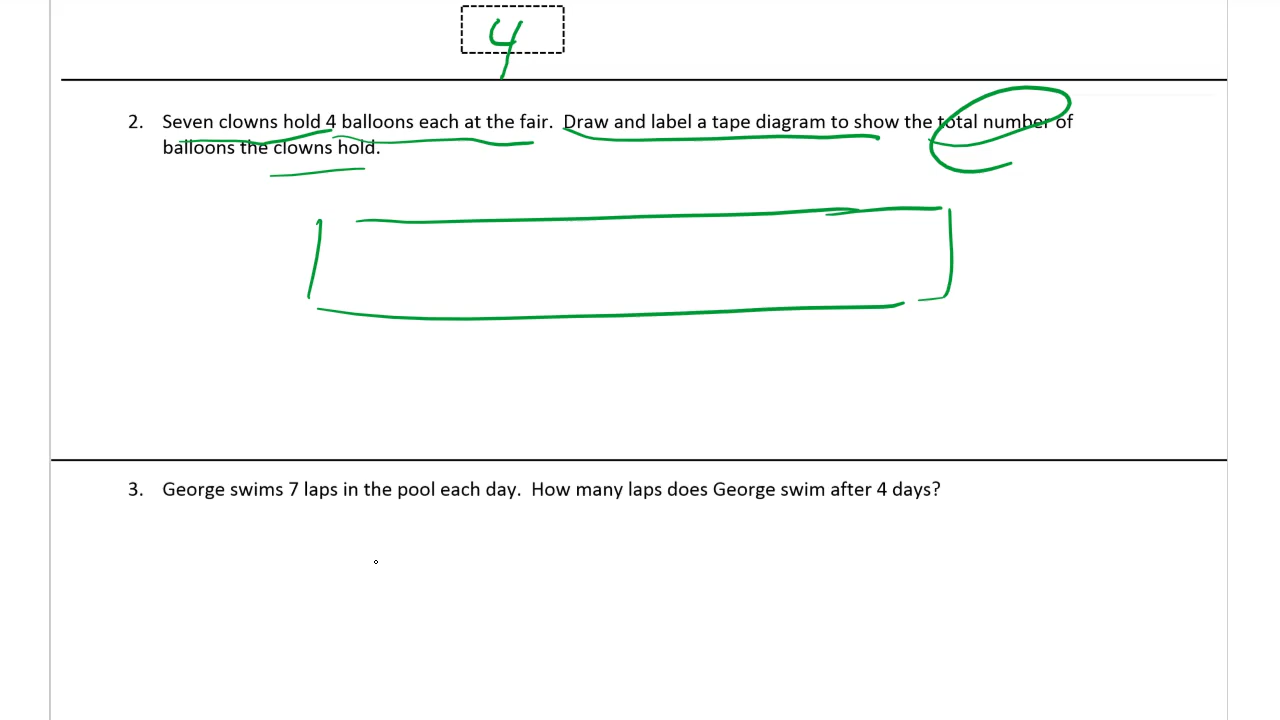 4
2. Seven clowns hold 4 balloons each at the fair. Draw and label a tape diagram to show the total number of
balloons the clowns hold.
3. George swims 7 laps in the pool each day. How many laps does George swim after 4 days?